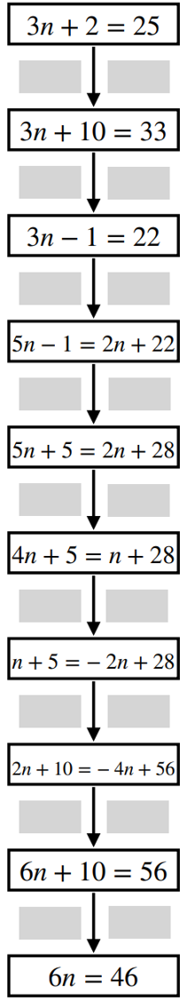 3n + 2 = 25
3n + 10 = 33
3n − 1 = 22
5n − 1 = 2n + 22
5n + 5 = 2n + 28
4n + 5 = n + 28
n + 5 = − 2n + 28
2n + 10 = − 4n + 56
6n + 10 = 56
6n = 46